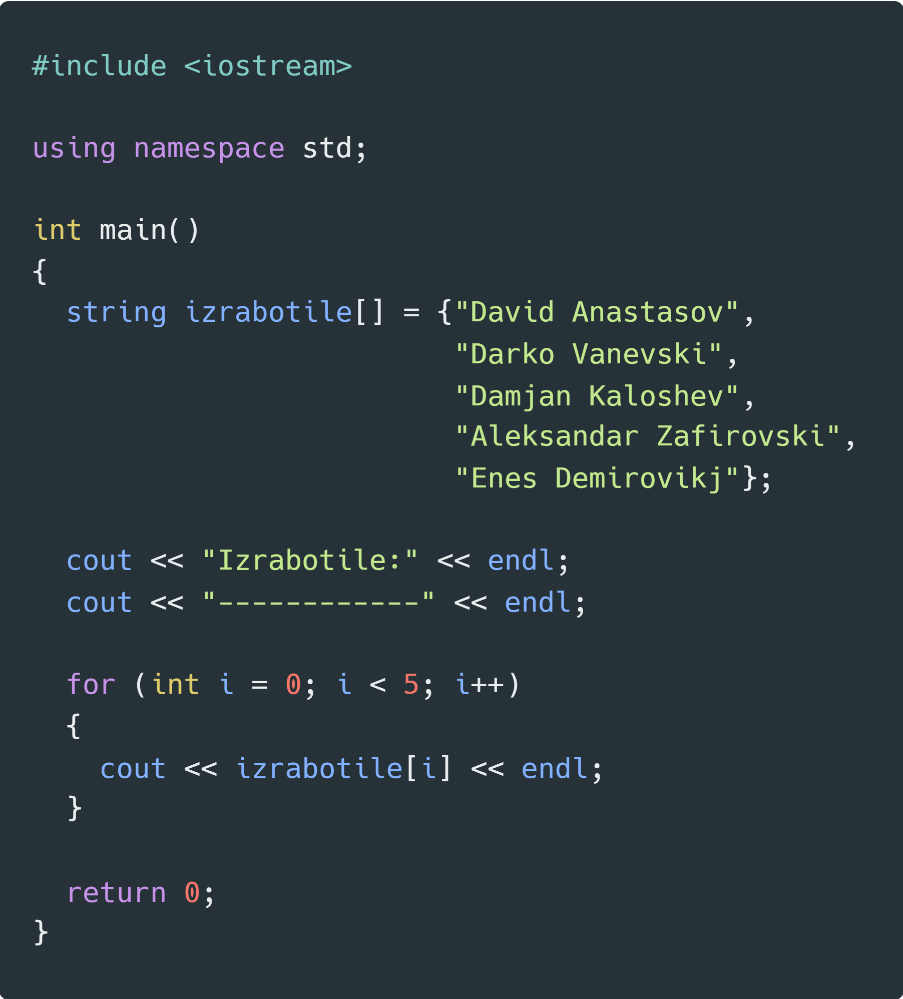 #include <iostream>

using namespace std;

int main()
{
  string izrabotile[] = {"David Anastasov",
                         "Darko Vanevski",
                         "Damjan Kaloshev",
                         "Aleksandar Zafirovski",
                         "Enes Demirovikj"};

  cout << "Izrabotile:" << endl;
  cout << "------------" << endl;

  for (int i = 0; i < 5; i++)
  {
    cout << izrabotile[i] << endl;
  }

  return 0;
}